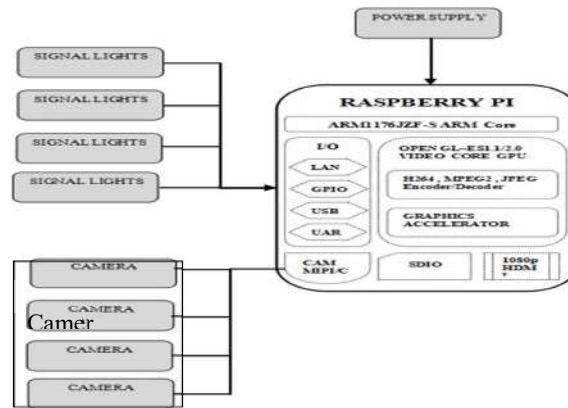 POWER SUPPLY
SIGNAL LIGHTS
SIGNAL LIGHTS
SIGNAL LIGHTS
SIGNAL LIGHTS
RASPBERRY PI
ARM1176JZF-S ARM Core
I/O
LAN
GPIO
USB
UAR
OPEN GL-ES1.1/2.0
VIDEO CORE GPU
H264 , MPEG2 , JPEG
Encoder/Decoder
GRAPHICS
ACCELERATOR
CAM
MIPI/C
SDIO
1080p
HDM
CAMERA
CAMERA
Camer
CAMERA
CAMERA